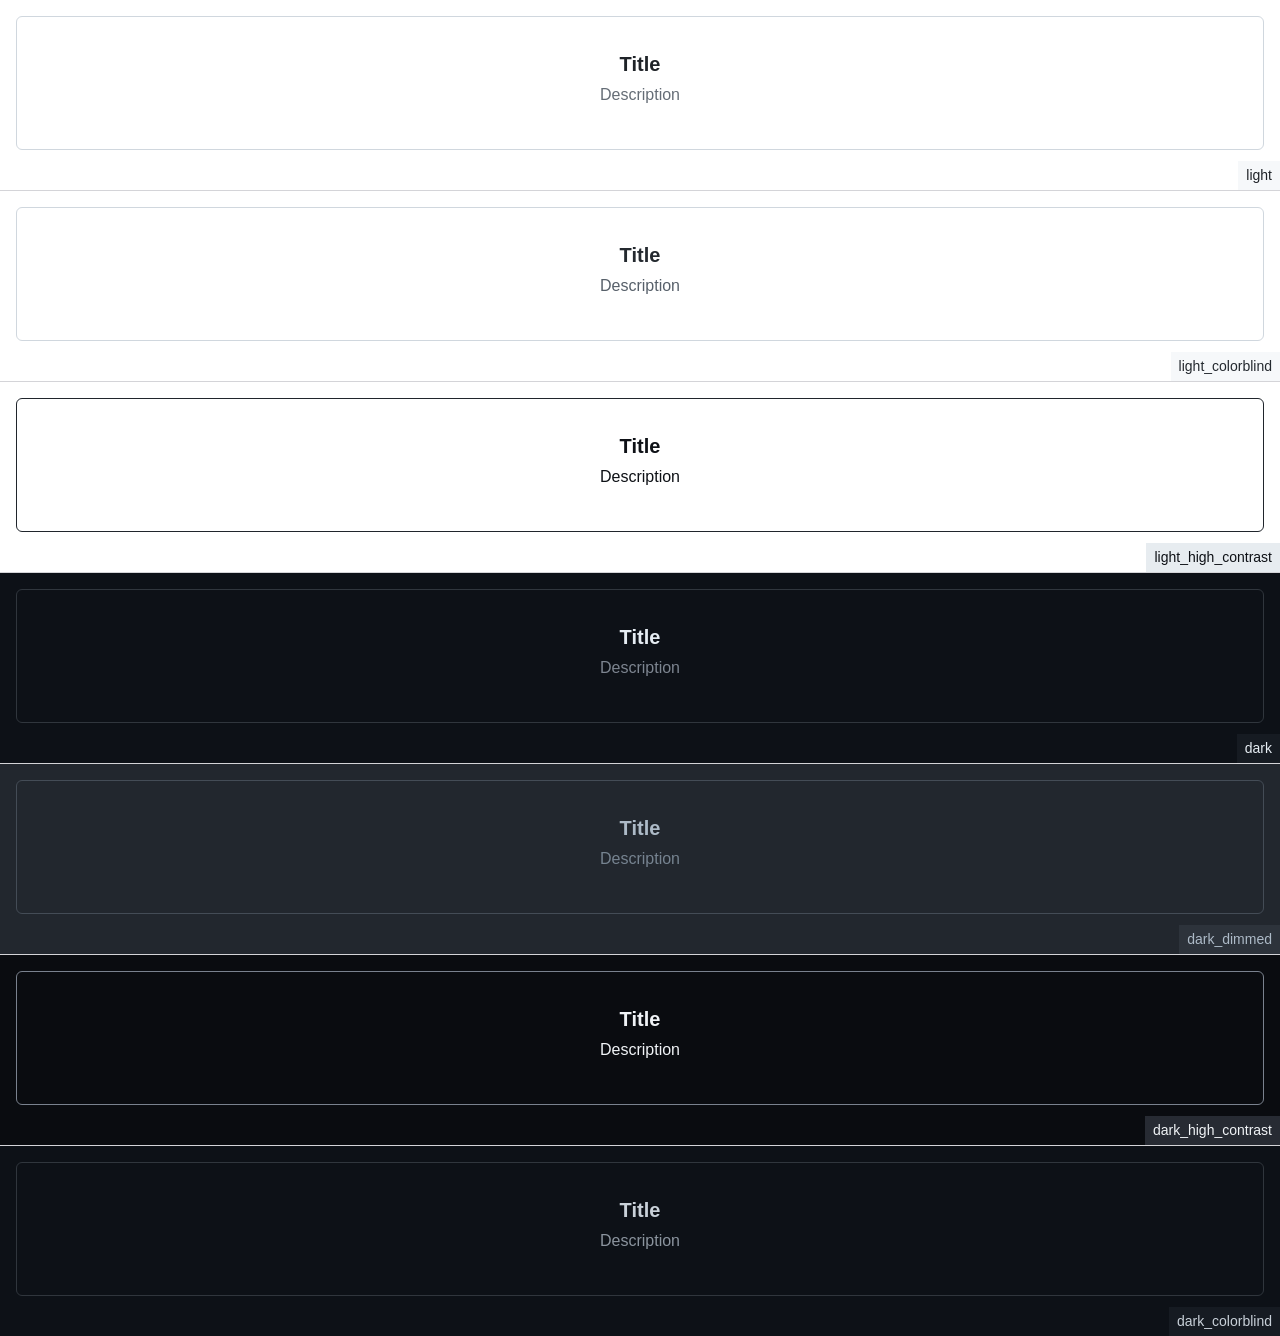 Title
Description
light
Title
Description
light_colorblind
Title
Description
light_high_contrast
Title
Description
dark
Title
Description
dark_dimmed
Title
Description
dark_high_contrast
Title
Description
dark_colorblind